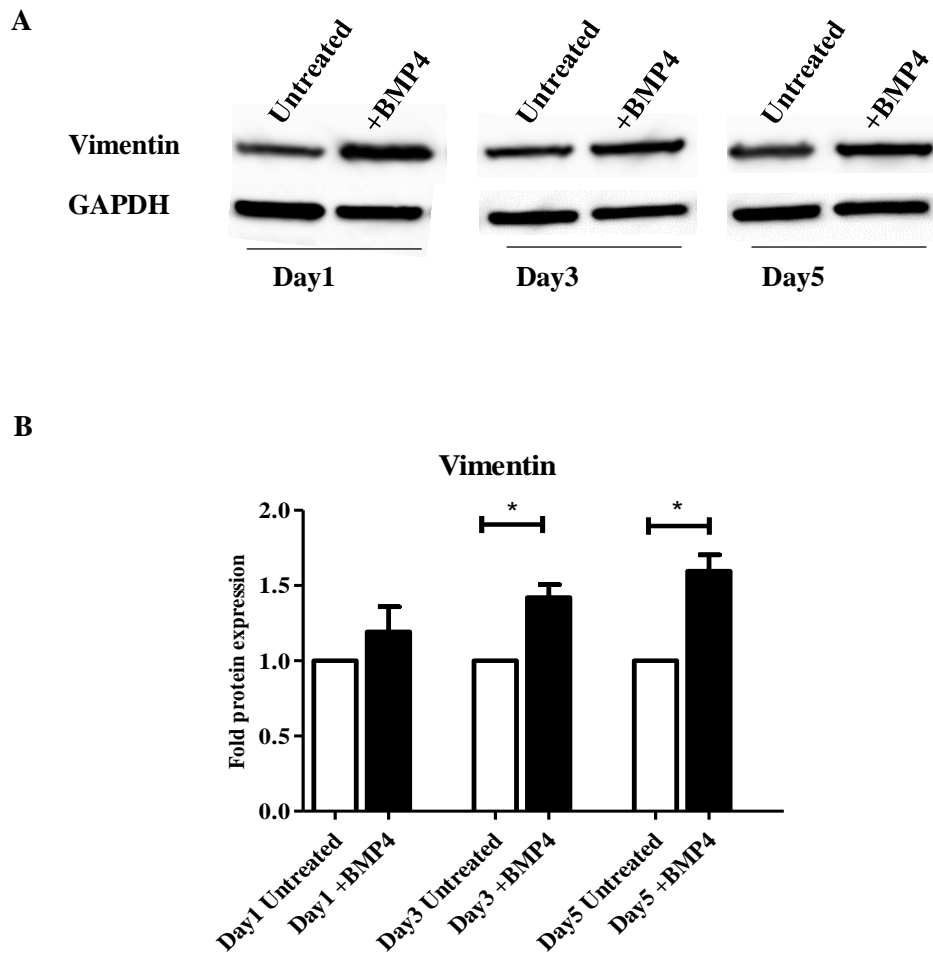 A
Untreated
+BMP4
Untreated
+BMP4
Untreated
+BMP4
Vimentin
GAPDH
Day1
Day3
Day5
B
Vimentin
Fold protein expression
2.0
1.5
1.0
0.5
0.0
*
*
Day1 Untreated
Day1 +BMP4
Day3 Untreated
Day3 +BMP4
Day5 Untreated
Day5 +BMP4